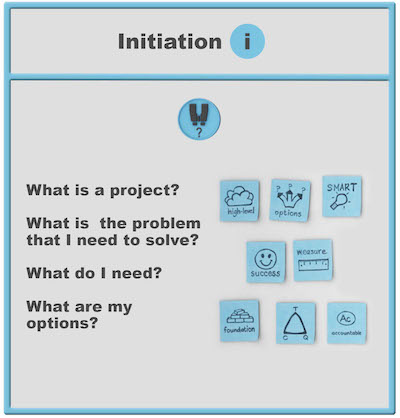 Initiation i
?
What is a project?
What is the problem
that I need to solve?
What do I need?
What are my
options?
high-level
? ? ?
options
SMART
success
measure
foundation
T
C Q
Ac
accountable